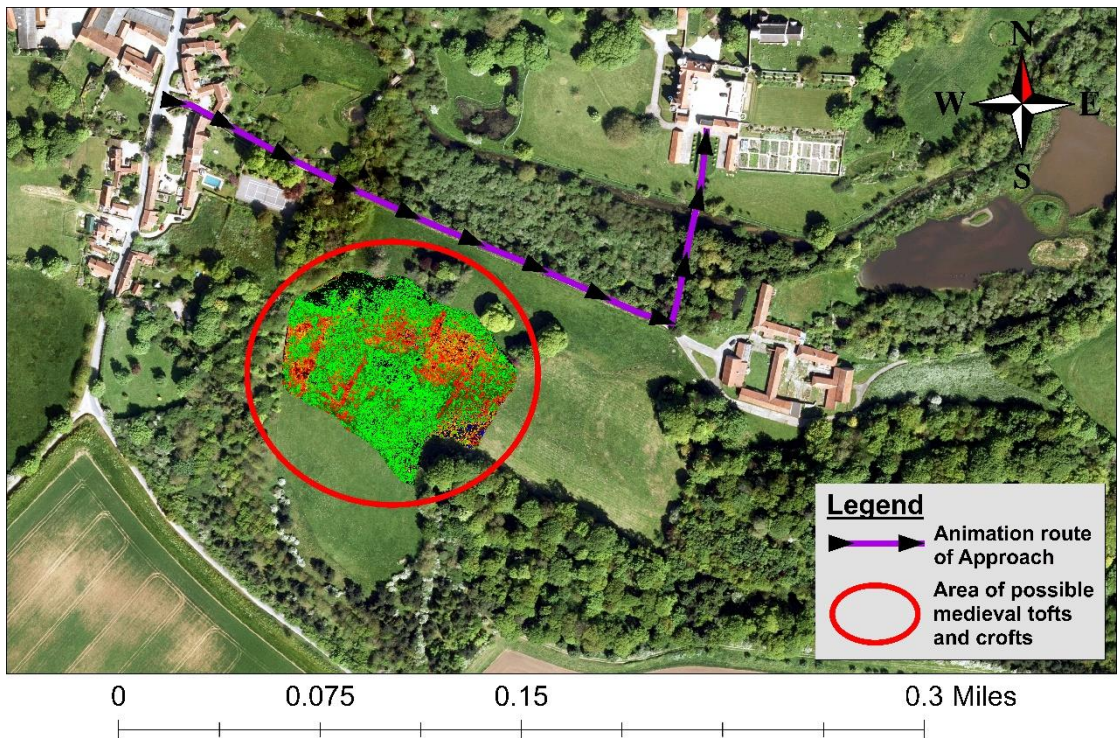 N
W E
S
Legend
Animation route
of Approach
Area of possible
medieval tofts
and crofts
0 0.075 0.15 0.3 Miles